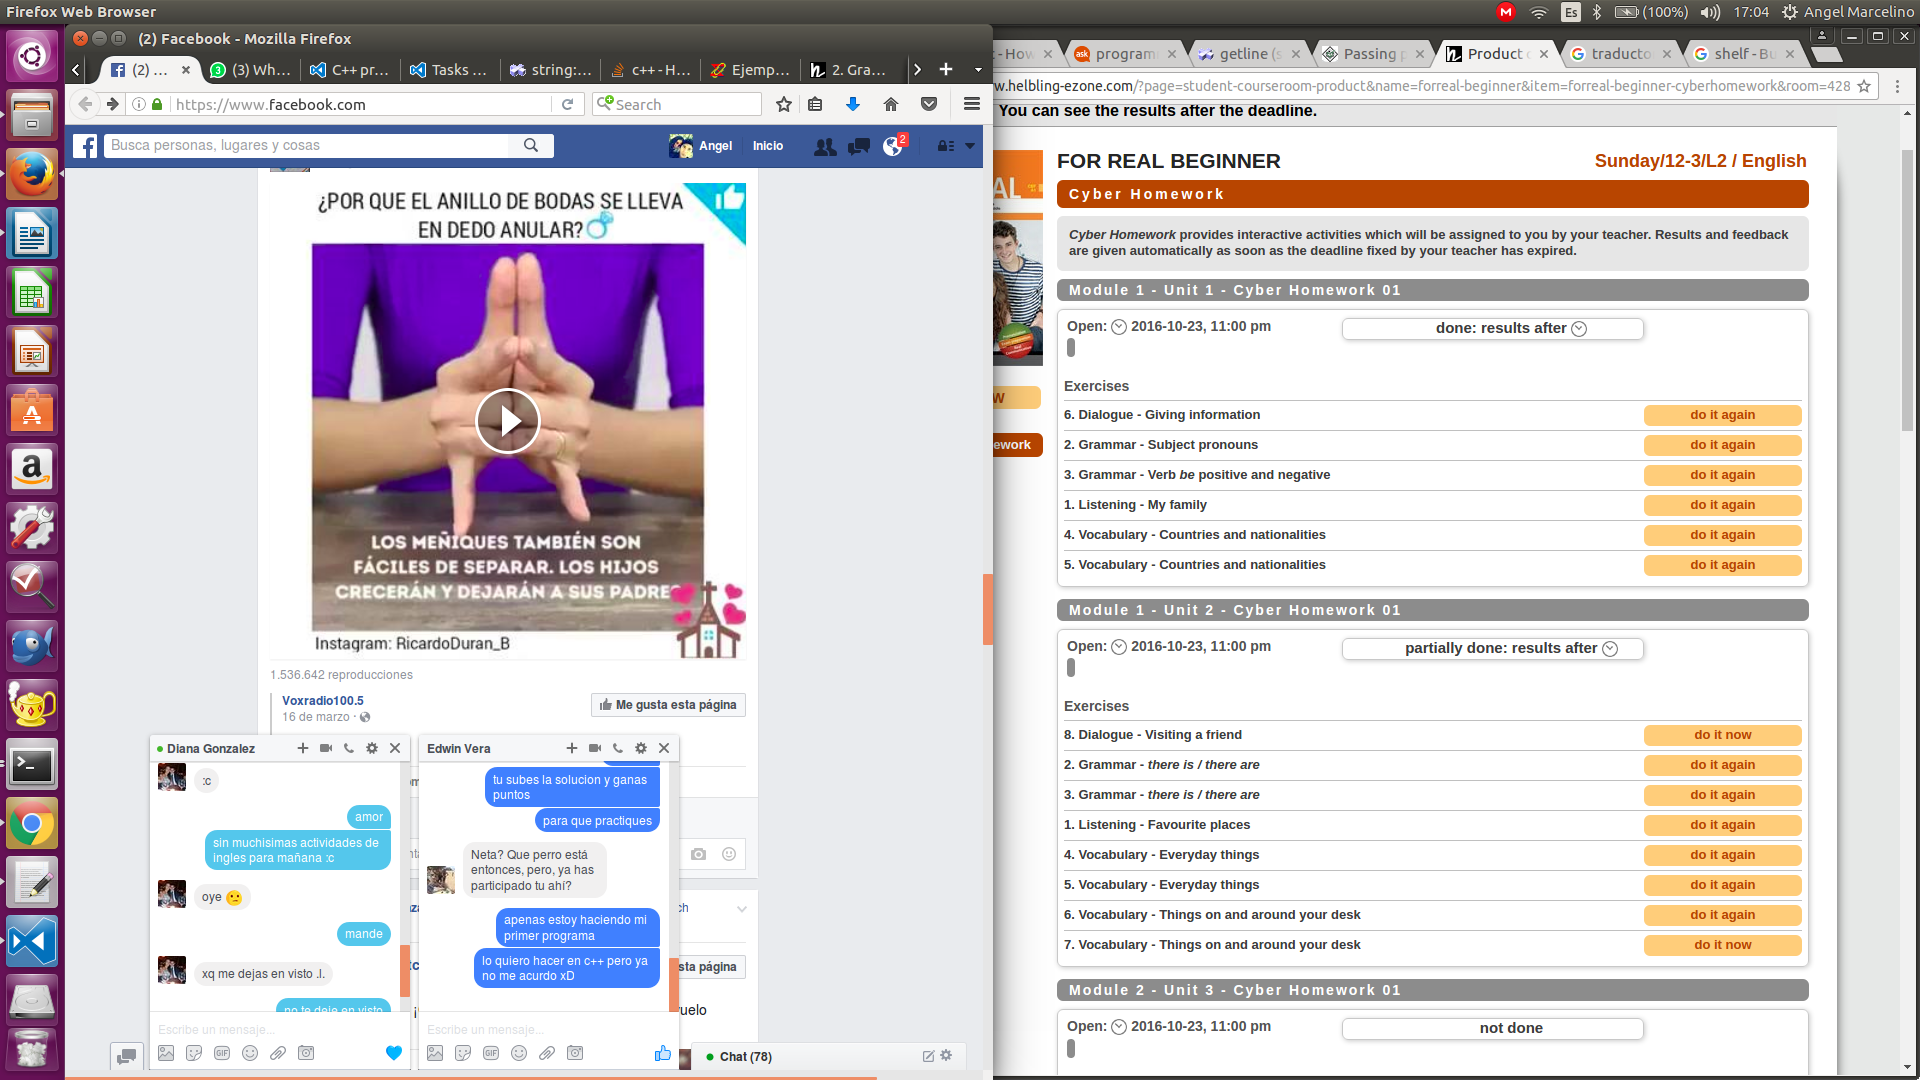 Firefox Web Browser
Es
(100%)
17:04
Angel Marcelino
(2) Facebook - Mozilla Firefox
(2) ...
(3) Wh...
C++ pr...
Tasks ...
string:...
c++ - H...
Ejemp...
2. Gra...
https://www.facebook.com
Search
Busca personas, lugares y cosas
Angel
Inicio
2
¿POR QUE EL ANILLO DE BODAS SE LLEVA
EN DEDO ANULAR?
LOS MEÑIQUES TAMBIÉN SON
FÁCILES DE SEPARAR. LOS HIJOS
CRECERÁN Y DEJARÁN A SUS PADRE
Instagram: RicardoDuran_B
1.536.642 reproducciones
Voxradio100.5
16 de marzo ·
Me gusta esta página
Diana Gonzalez
:c
amor
sin muchisimas actividades de
ingles para mañana :c
oye
mande
xq me dejas en visto .l.
no te deje en visto
Escribe un mensaje...
GIF
Edwin Vera
tu subes la solucion y ganas
puntos
para que practiques
Neta? Que perro está
entonces, pero, ya has
participado tu ahí?
apenas estoy haciendo mi
primer programa
lo quiero hacer en c++ pero ya
no me acurdo xD
Escribe un mensaje...
GIF
ch
sta página
uelo
Chat (78)
- How
ask
program
getline (s
Passing p
Product
traducto
shelf - Bu
w.helbling-ezone.com/?page=student-courseroom-product&name=forreal-beginner&item=forreal-beginner-cyberhomework&room=428
You can see the results after the deadline.
AL
W
ework
FOR REAL BEGINNER
Sunday/12-3/L2 / English
Cyber Homework
Cyber Homework provides interactive activities which will be assigned to you by your teacher. Results and feedback
are given automatically as soon as the deadline fixed by your teacher has expired.
Module 1 - Unit 1 - Cyber Homework 01
Open: 2016-10-23, 11:00 pm
done: results after
Exercises
6. Dialogue - Giving information do it again
2. Grammar - Subject pronouns do it again
3. Grammar - Verb be positive and negative do it again
1. Listening - My family do it again
4. Vocabulary - Countries and nationalities do it again
5. Vocabulary - Countries and nationalities do it again
Module 1 - Unit 2 - Cyber Homework 01
Open: 2016-10-23, 11:00 pm
partially done: results after
Exercises
8. Dialogue - Visiting a friend do it now
2. Grammar - there is / there are do it again
3. Grammar - there is / there are do it again
1. Listening - Favourite places do it again
4. Vocabulary - Everyday things do it again
5. Vocabulary - Everyday things do it again
6. Vocabulary - Things on and around your desk do it again
7. Vocabulary - Things on and around your desk do it now
Module 2 - Unit 3 - Cyber Homework 01
Open: 2016-10-23, 11:00 pm
not done